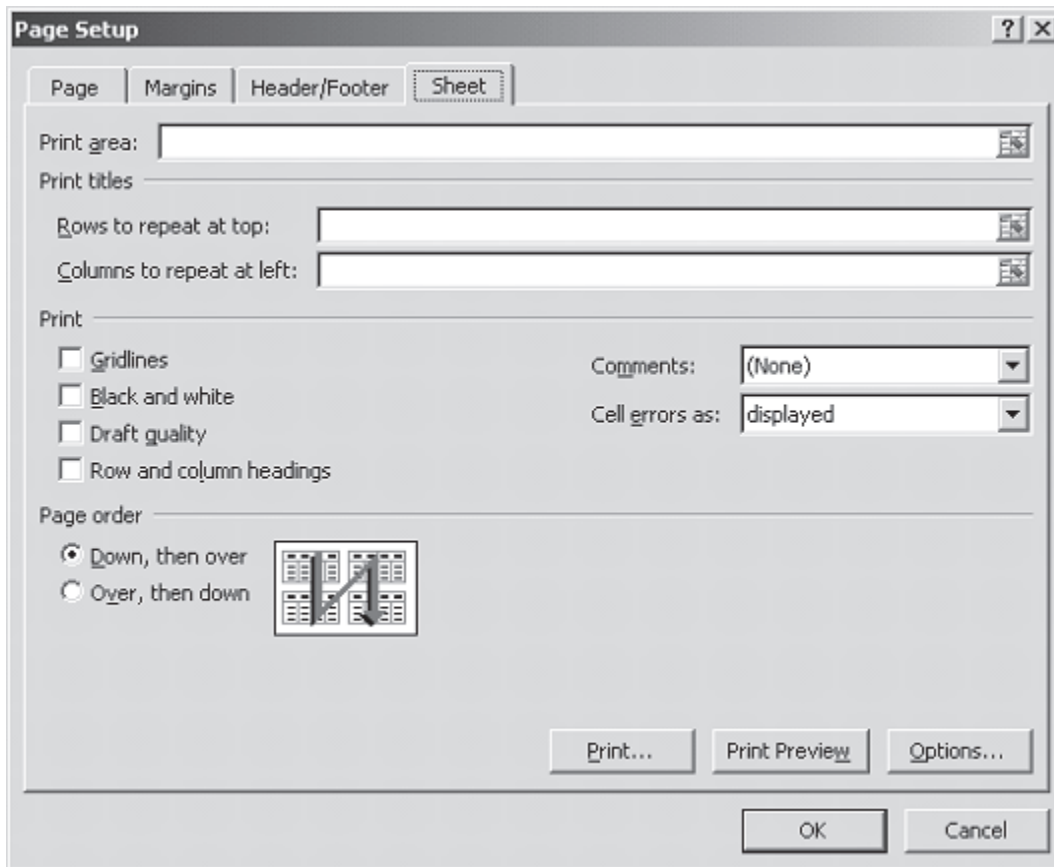 Page Setup
Page Margins Header/Footer Sheet
Print area:
Print titles
Rows to repeat at top:
Columns to repeat at left:
Print
Gridlines
Black and white
Draft quality
Row and column headings
Comments: (None)
Cell errors as: displayed
Page order
Down, then over
Over, then down
Print... Print Preview Options...
OK Cancel